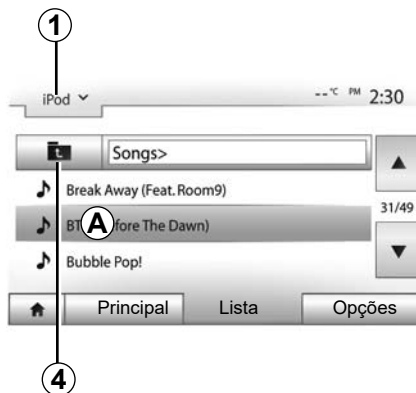 1
iPod --°C PM 2:30
Songs>
Break Away (Feat. Room9)
31/49
A fore The Dawn)
Bubble Pop!
Principal Lista Opções
4